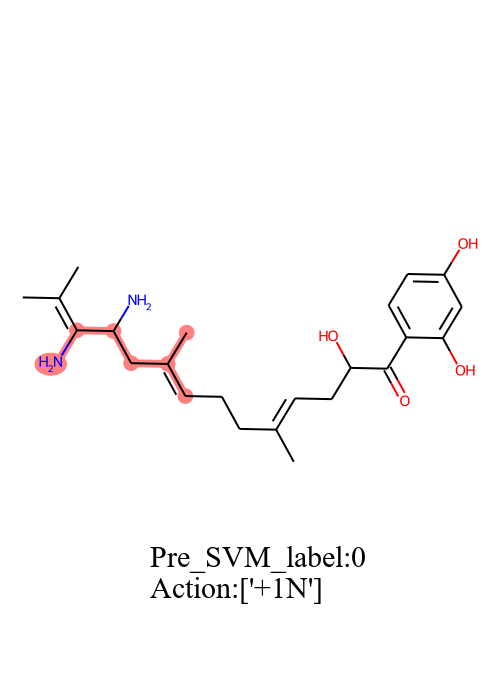 OH
NH2
HO
H2N
OH
O
Pre_SVM_label:0
Action:['+1N']